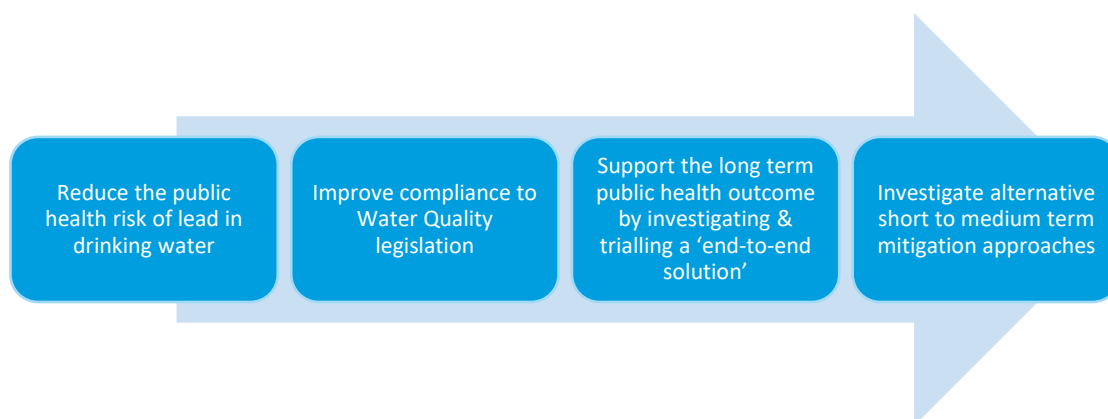 Reduce the public
health risk of lead in
drinking water
Improve compliance to
Water Quality
legislation
Support the long term
public health outcome
by investigating &
trialling a ‘end-to-end
solution’
Investigate alternative
short to medium term
mitigation approaches